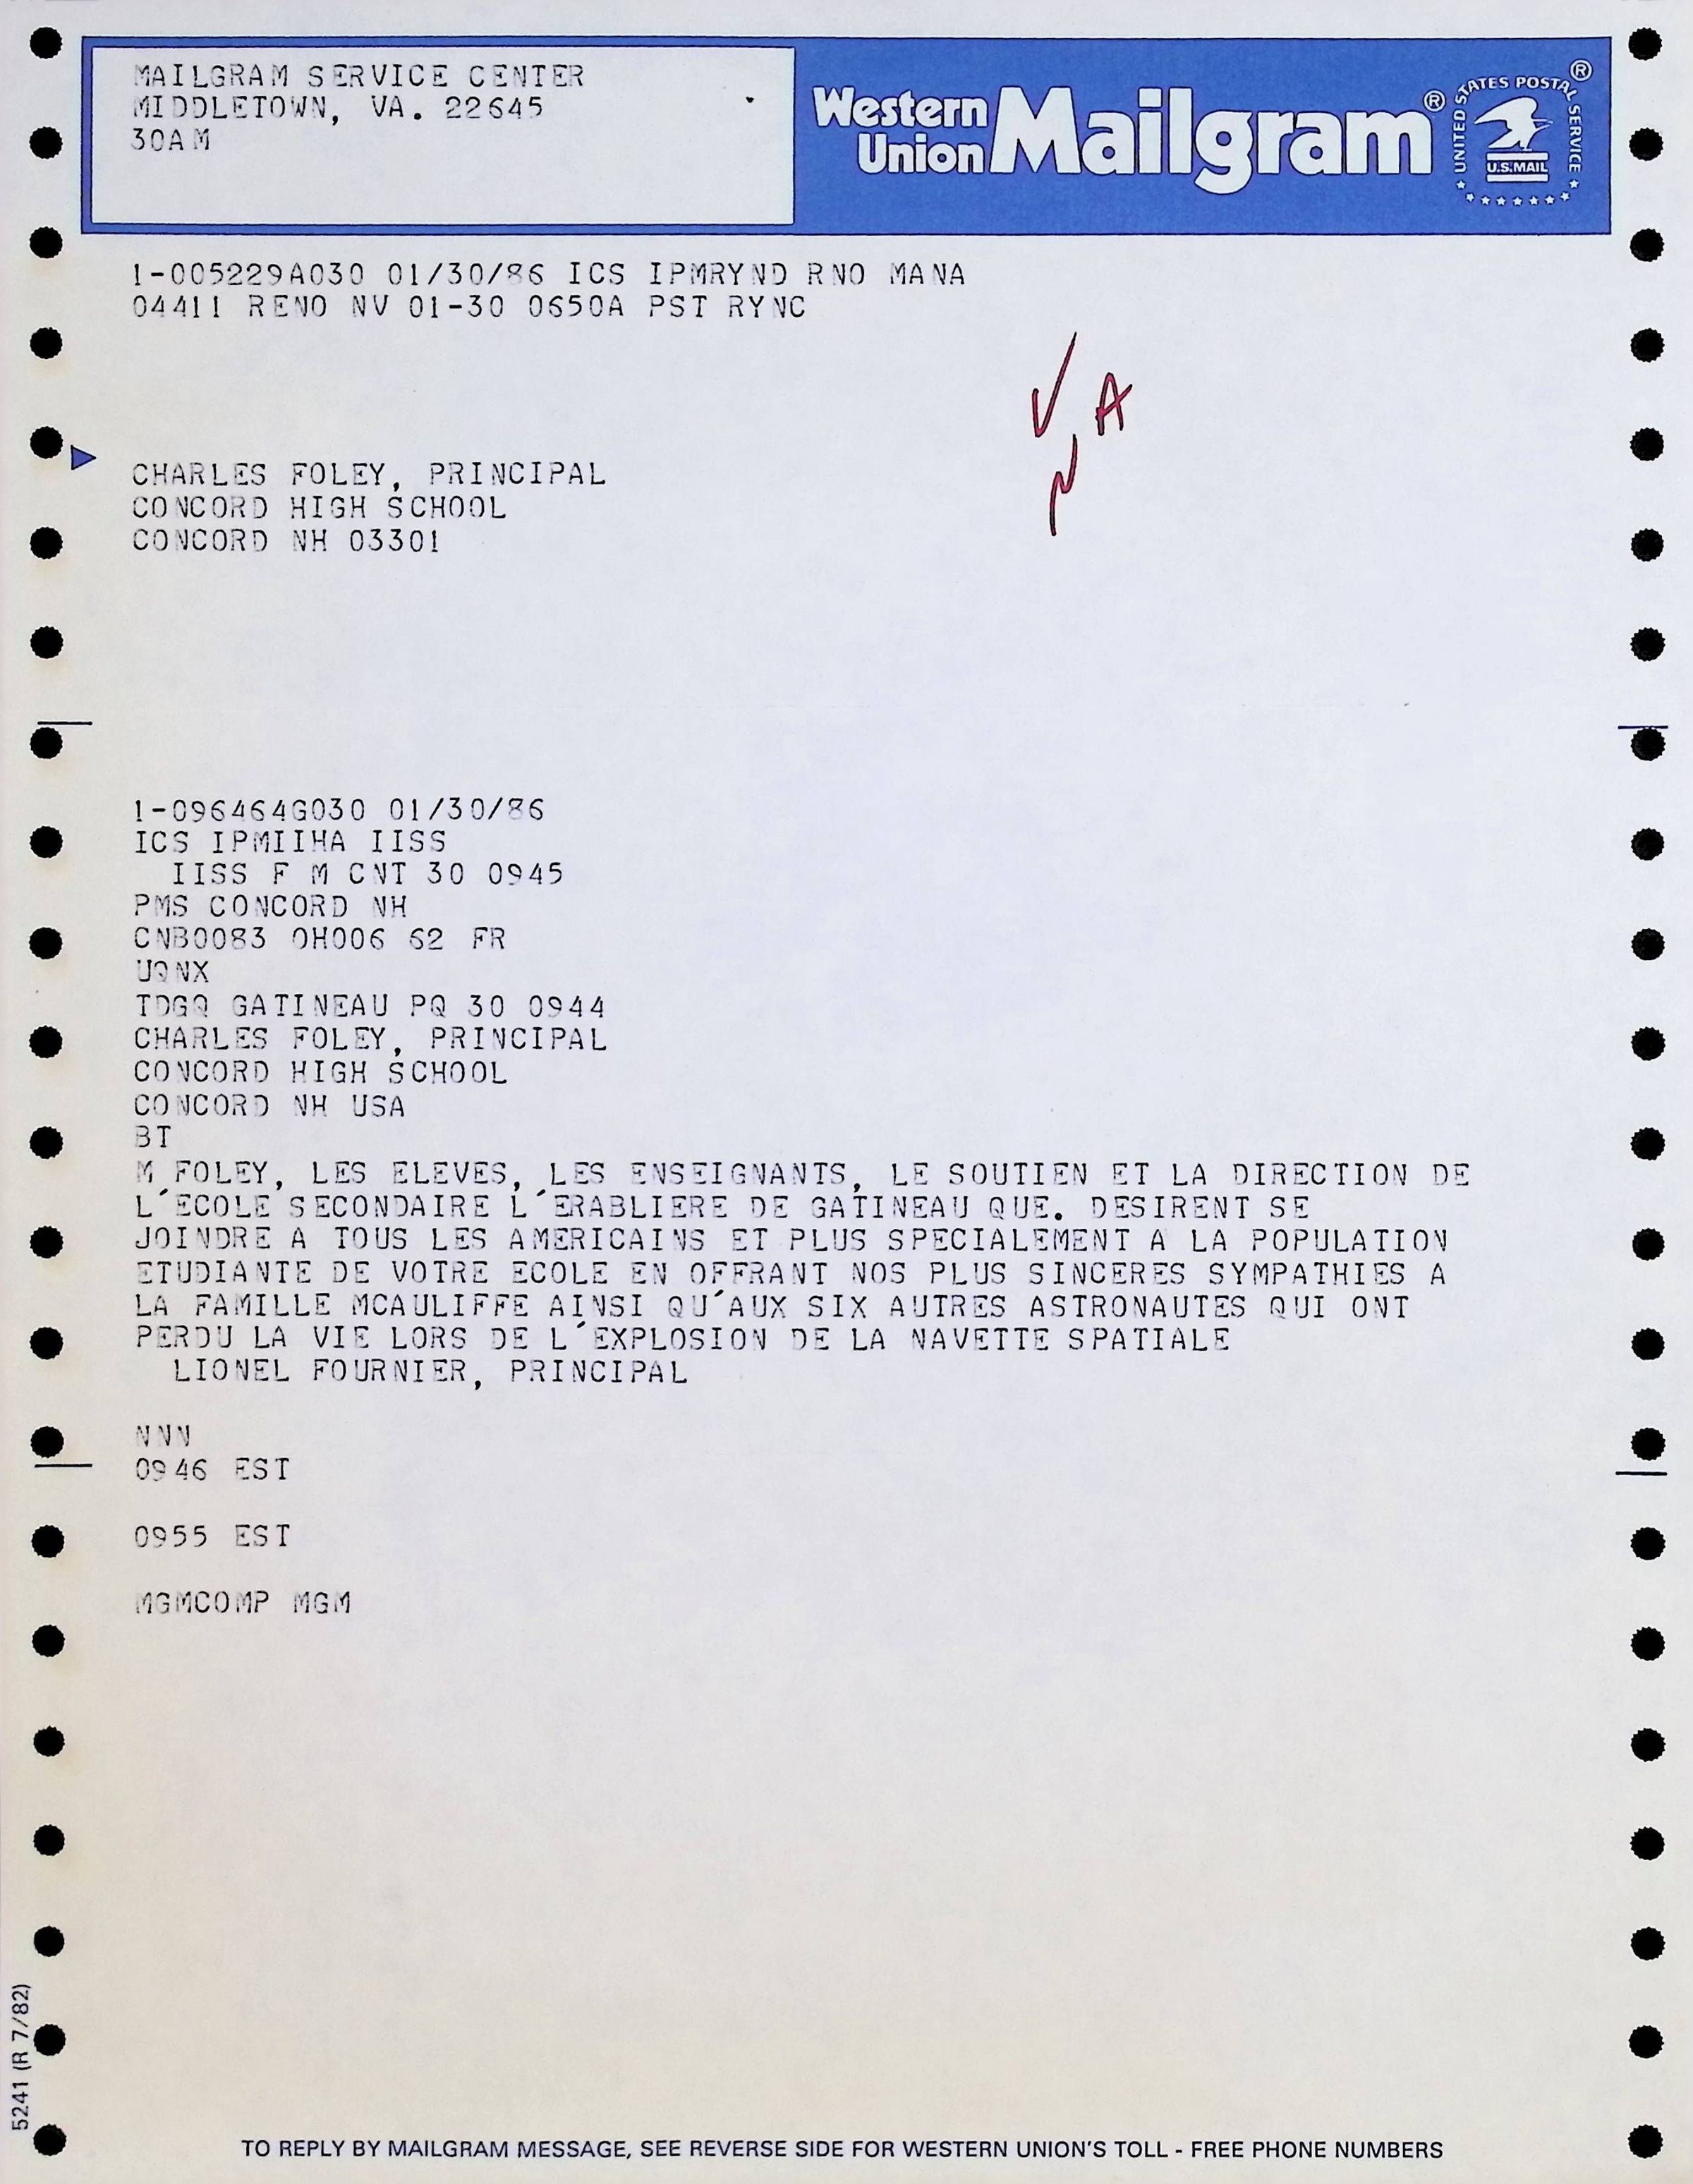 MAILGRAM SERVICE CENTER
MIDDLETOWN, VA. 22645
30AM
Western Union Mailgram®
UNITED STATES POSTAL SERVICE ®
U.S.MAIL
1-005229A030 01/30/86 ICS IPMRYND RNO MANA
04411 RENO NV 01-30 0650A PST RYNC
✓ A
N
CHARLES FOLEY, PRINCIPAL
CONCORD HIGH SCHOOL
CONCORD NH 03301
1-096464G030 01/30/86
ICS IPMIIHA IISS
IISS F M CNT 30 0945
PMS CONCORD NH
CNB0083 OH006 62 FR
UQNX
TDGQ GATINEAU PQ 30 0944
CHARLES FOLEY, PRINCIPAL
CONCORD HIGH SCHOOL
CONCORD NH USA
BT
M FOLEY, LES ELEVES, LES ENSEIGNANTS, LE SOUTIEN ET LA DIRECTION DE
L'ECOLE SECONDAIRE L'ERABLIERE DE GATINEAU QUE. DESIRENT SE
JOINDRE A TOUS LES AMERICAINS ET PLUS SPECIALEMENT A LA POPULATION
ETUDIANTE DE VOTRE ECOLE EN OFFRANT NOS PLUS SINCERES SYMPATHIES A
LA FAMILLE MCAULIFFE AINSI QU'AUX SIX AUTRES ASTRONAUTES QUI ONT
PERDU LA VIE LORS DE L'EXPLOSION DE LA NAVETTE SPATIALE
LIONEL FOURNIER, PRINCIPAL
NNN
0946 EST
0955 EST
MGMCOMP MGM
5241 (R 7/82)
TO REPLY BY MAILGRAM MESSAGE, SEE REVERSE SIDE FOR WESTERN UNION'S TOLL - FREE PHONE NUMBERS